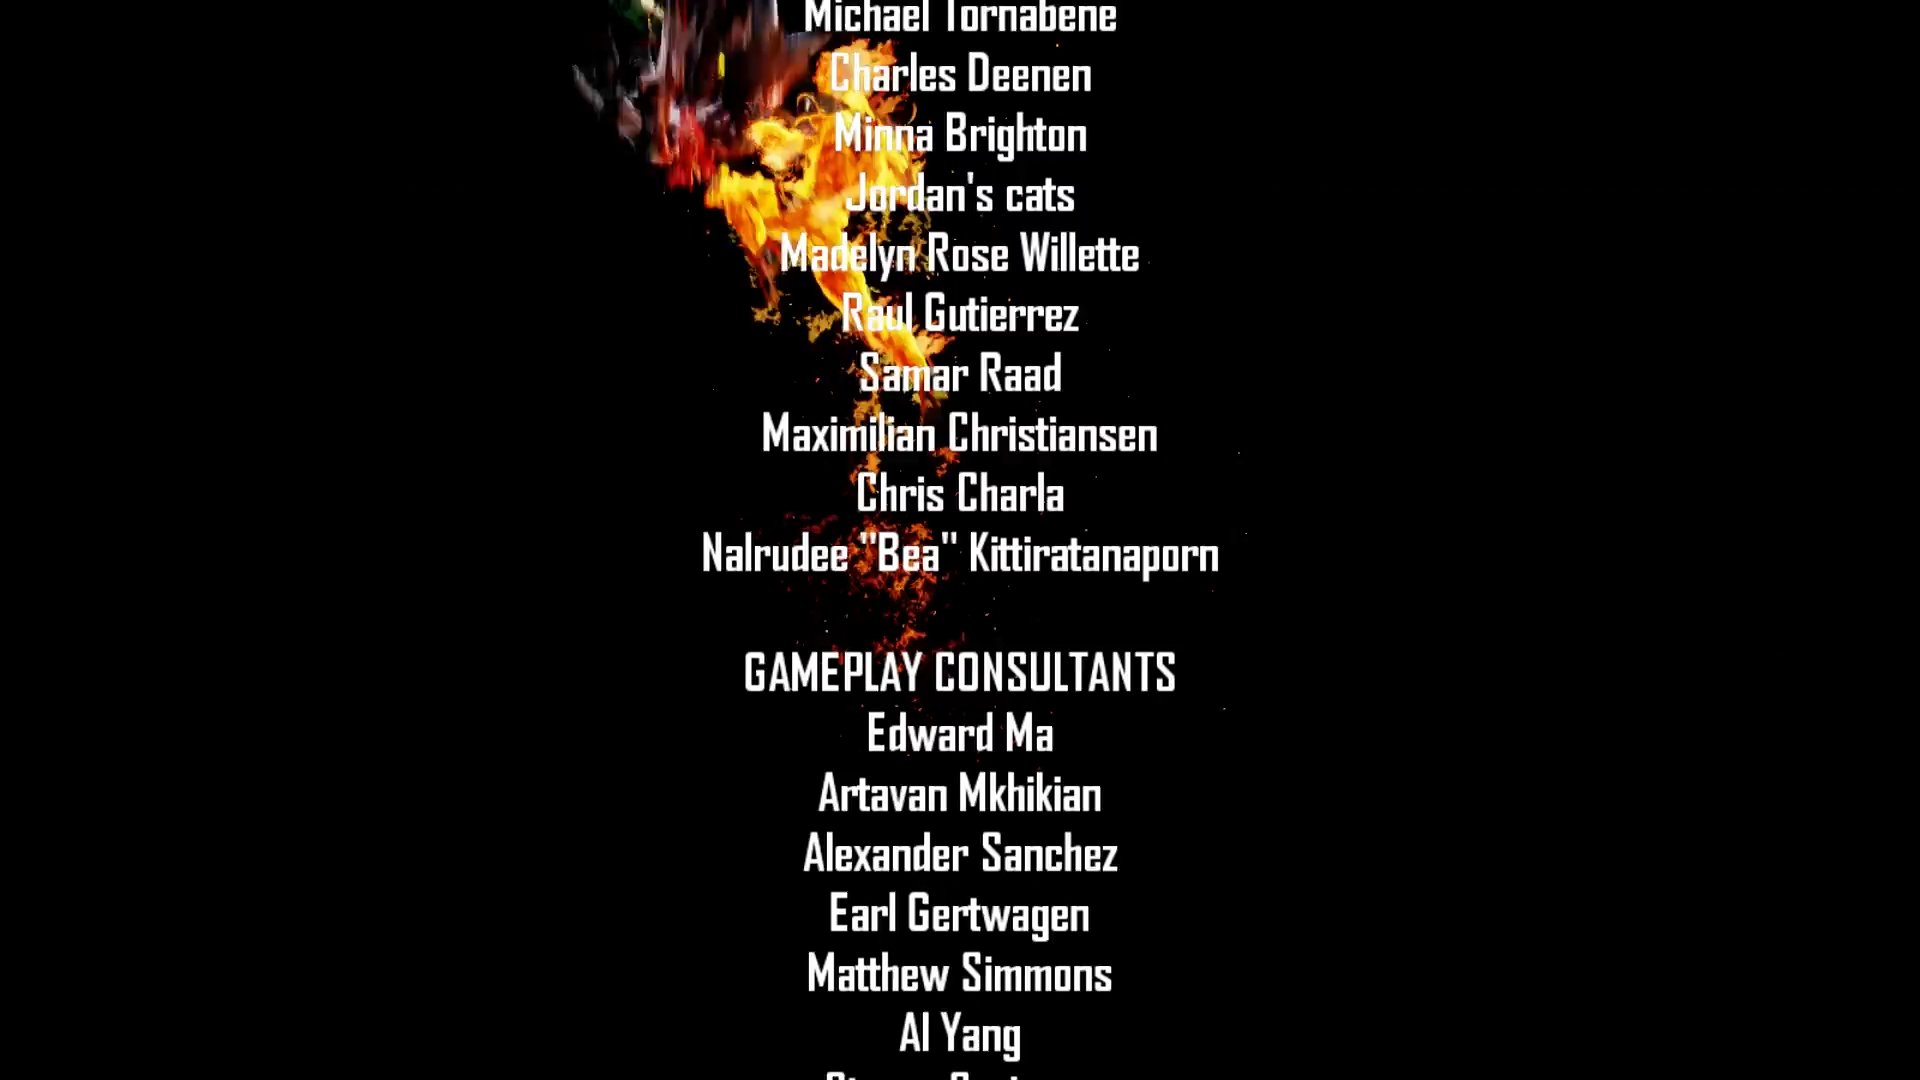 Michael Tornabene
Charles Deenen
Minna Brighton
Jordan's cats
Madelyn Rose Willette
Raul Gutierrez
Samar Raad
Maximilian Christiansen
Chris Charla
Nalrudee "Bea" Kittiratanaporn
GAMEPLAY CONSULTANTS
Edward Ma
Artavan Mkhikian
Alexander Sanchez
Earl Gertwagen
Matthew Simmons
Al Yang